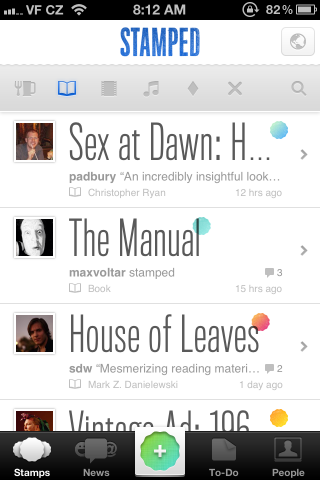 VF CZ 8:12 AM 82%
STAMPED
Sex at Dawn: H...
padbury “An incredibly insightful look...
Christopher Ryan 12 hrs ago
The Manual
maxvoltar stamped 3
Book 15 hrs ago
House of Leaves
sdw “Mesmerizing reading materi... 2
Mark Z. Danielewski 1 day ago
Vintage Ad: 196
Stamps News To-Do People